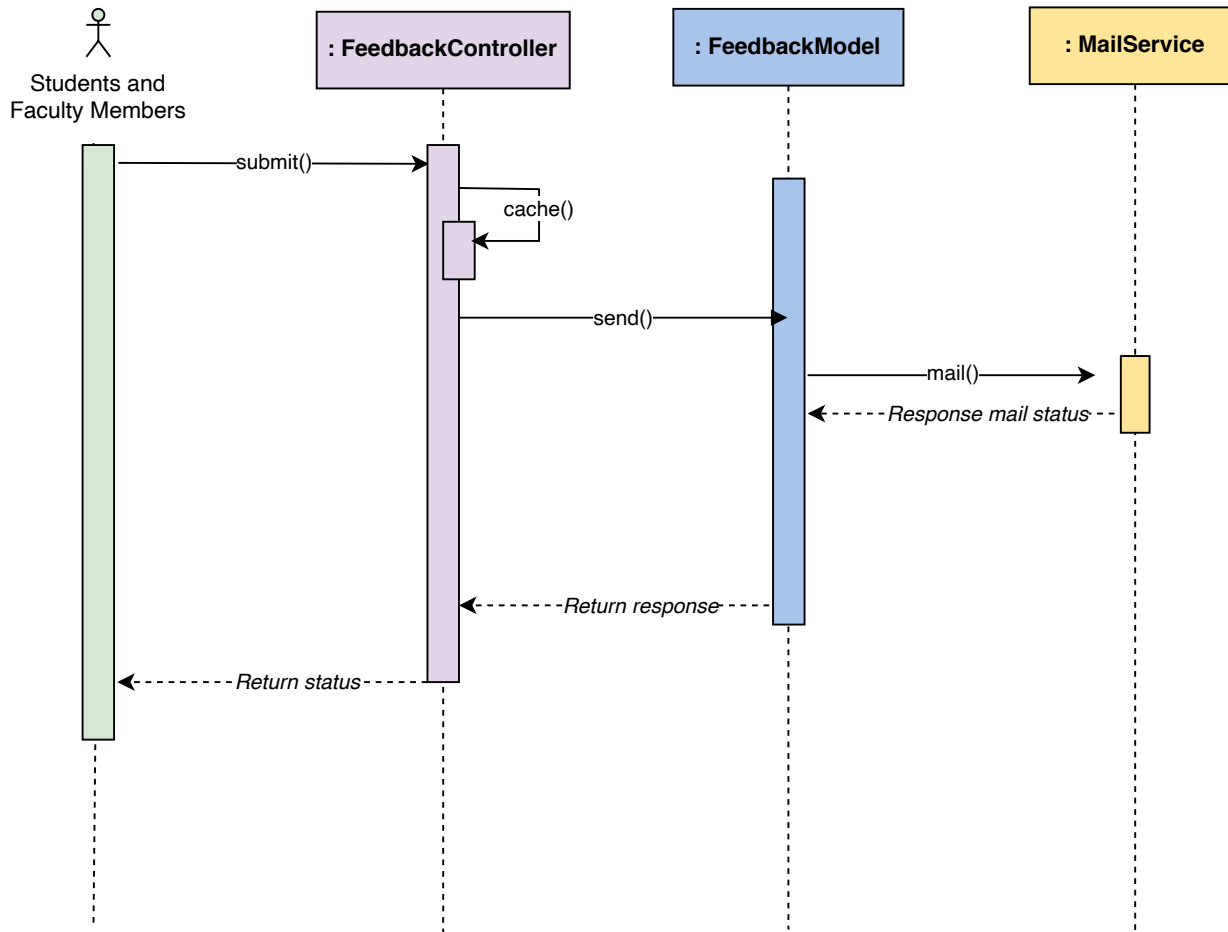 : FeedbackController
: FeedbackModel
: MailService
Students and
Faculty Members
submit()
cache()
send()
mail()
Response mail status
Return response
Return status